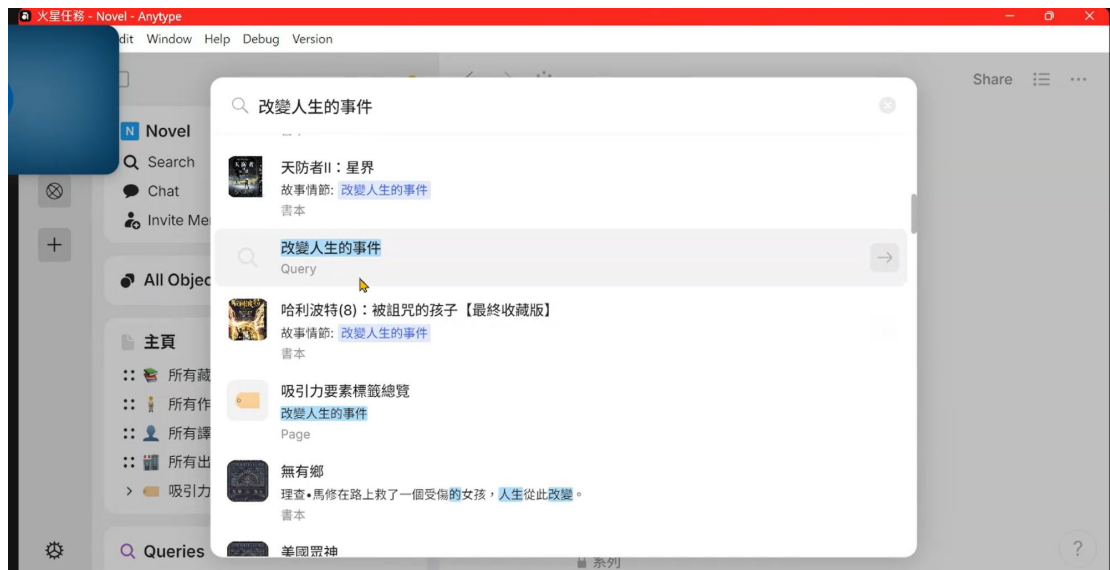 火星任務 - Novel - Anytype
dit Window Help Debug Version
Share
改變人生的事件
Novel
Search
Chat
Invite Me
All Objec
主頁
所有藏
所有作
所有譯
所有出
吸引力
Queries
天防者II：星界
故事情節: 改變人生的事件
書本
改變人生的事件
Query
哈利波特(8)：被詛咒的孩子【最終收藏版】
故事情節: 改變人生的事件
書本
吸引力要素標籤總覽
改變人生的事件
Page
無有鄉
理查•馬修在路上救了一個受傷的女孩，人生從此改變。
書本
美國眾神
系列
?